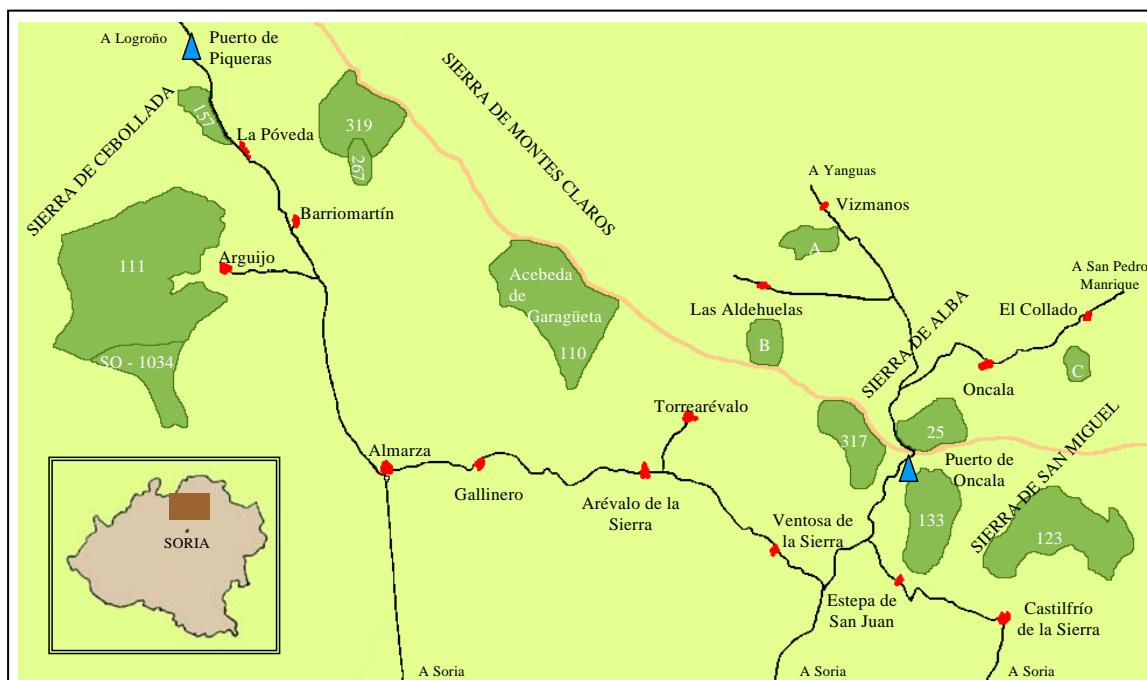 A Logroño
Puerto de
Piqueras
SIERRA DE CEBOLLADA
157
La Póveda
319
267
SIERRA DE MONTES CLAROS
Barriomartín
Arguijo
111
SO - 1034
Acebeda
de
Garagüeta
110
A Yanguas
Vizmanos
A
Las Aldehuelas
B
SIERRA DE ALBA
A San Pedro
Manrique
El Collado
C
Oncala
Torrearévalo
317
25
Puerto de
Oncala
SIERRA DE SAN MIGUEL
Almarza
Gallinero
Arévalo de la
Sierra
Ventosa de
la Sierra
133
123
Estepa de
San Juan
Castilfrío
de la Sierra
SORIA
A Soria
A Soria
A Soria